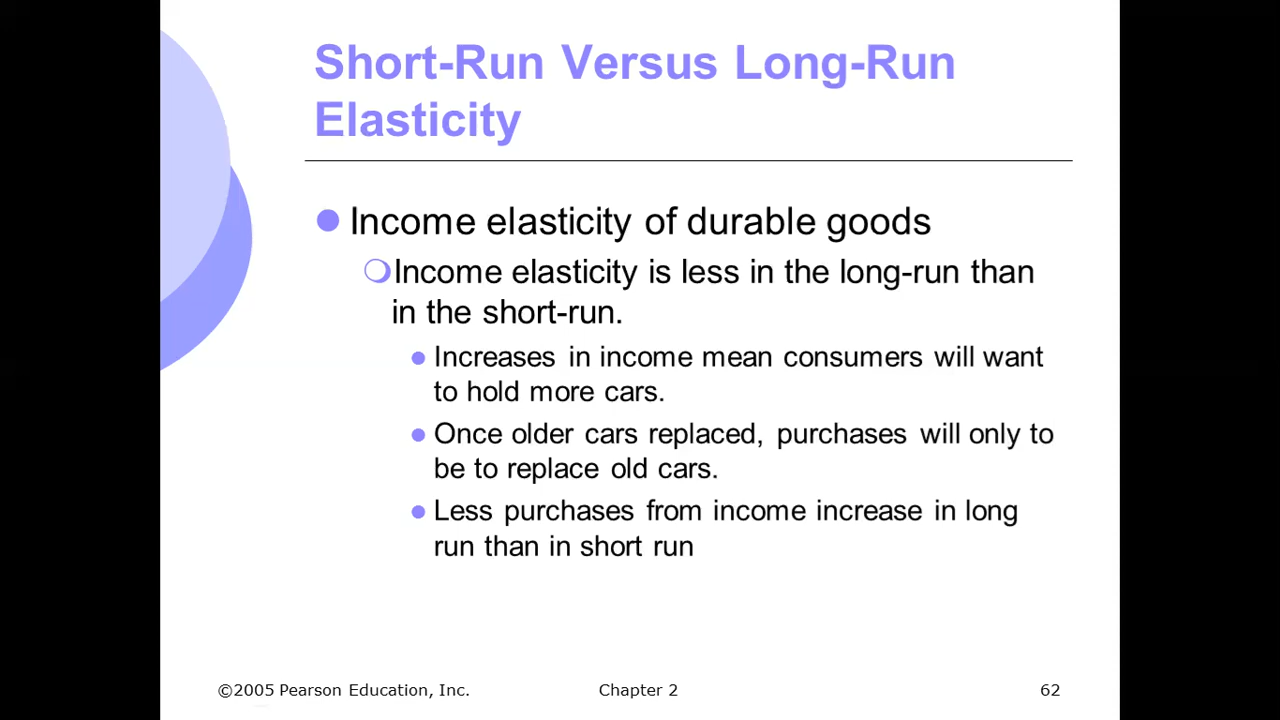 Short-Run Versus Long-Run
Elasticity
Income elasticity of durable goods
Income elasticity is less in the long-run than
in the short-run.
Increases in income mean consumers will want
to hold more cars.
Once older cars replaced, purchases will only to
be to replace old cars.
Less purchases from income increase in long
run than in short run
©2005 Pearson Education, Inc.
Chapter 2
62